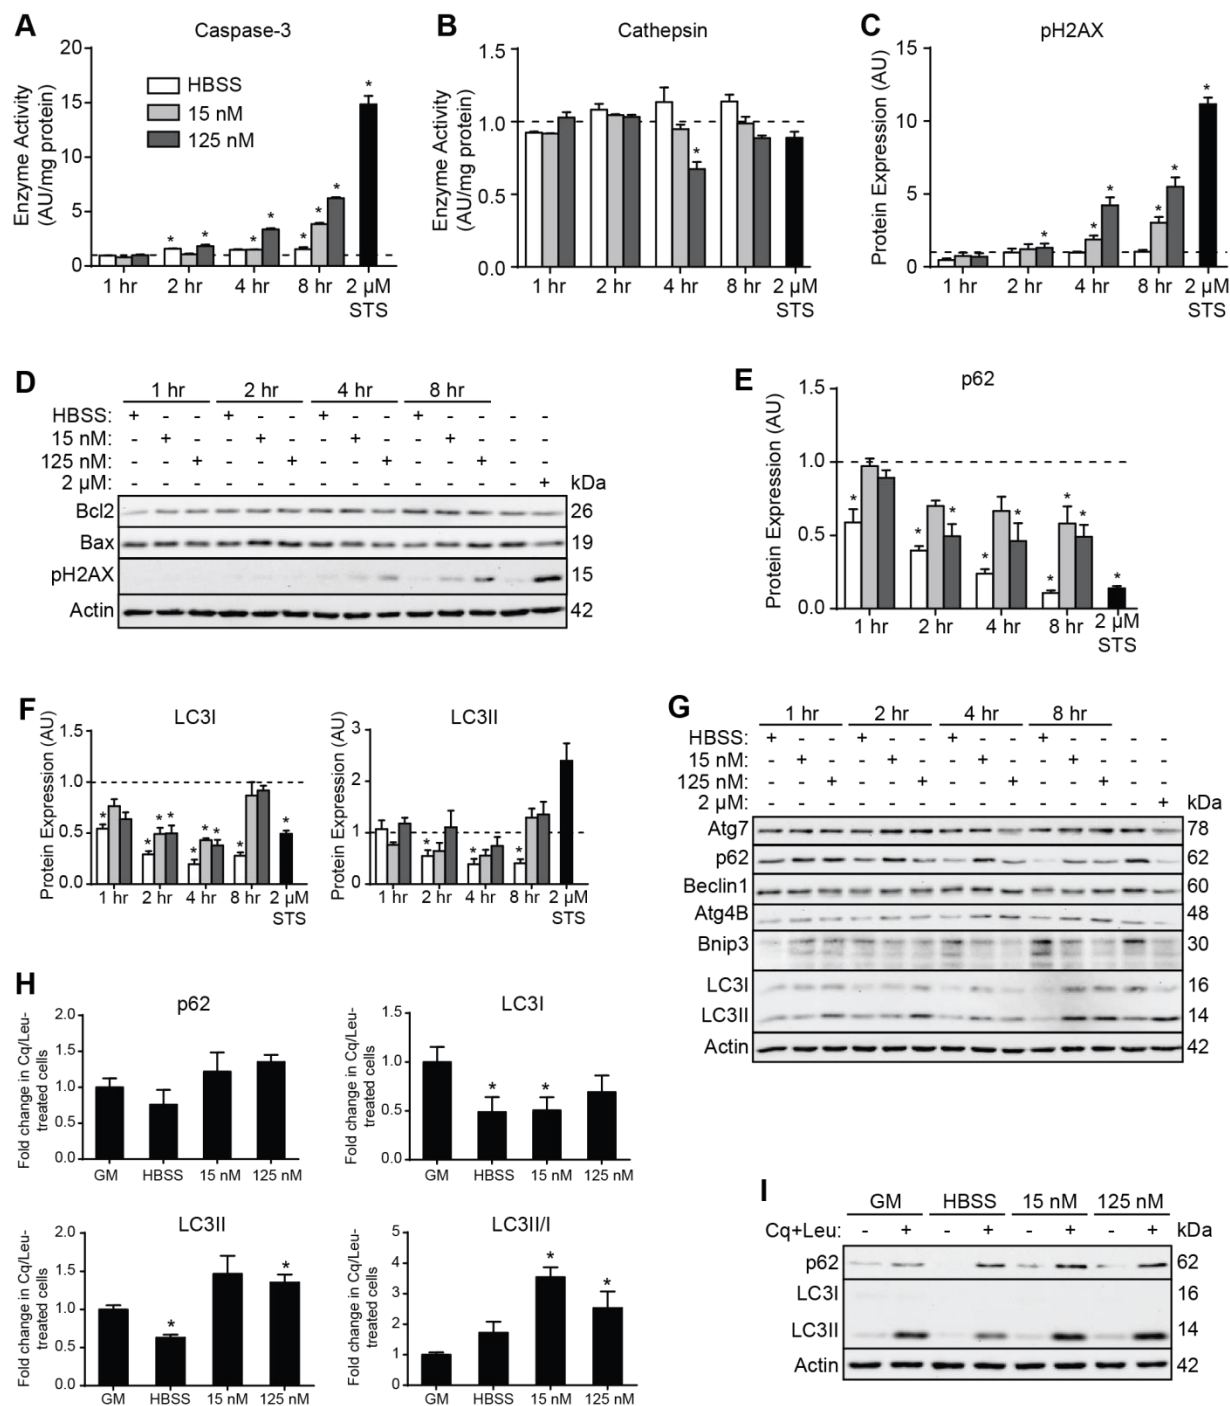 A
Caspase-3
Enzyme Activity
(AU/mg protein)
20
15
10
5
0
HBSS
15 nM
125 nM
* * * * * * * *
1 hr 2 hr 4 hr 8 hr 2 µM
STS
B
Cathepsin
Enzyme Activity
(AU/mg protein)
1.5
1.0
0.5
0.0
*
1 hr 2 hr 4 hr 8 hr 2 µM
STS
C
pH2AX
Protein Expression (AU)
15
10
5
0
* * * * * *
1 hr 2 hr 4 hr 8 hr 2 µM
STS
D
1 hr 2 hr 4 hr 8 hr
HBSS: + - - + - - + - - + - - - -
15 nM: - + - - + - - + - - + - - -
125 nM: - - + - - + - - + - - + - -
2 µM: - - - - - - - - - - - - - + kDa
Bcl2 26
Bax 19
pH2AX 15
Actin 42
E
p62
Protein Expression (AU)
1.5
1.0
0.5
0.0
* * * * * * * * *
1 hr 2 hr 4 hr 8 hr 2 µM
STS
F
LC3I
Protein Expression (AU)
1.5
1.0
0.5
0.0
* * * * * * * * *
1 hr 2 hr 4 hr 8 hr 2 µM
STS
LC3II
Protein Expression (AU)
3
2
1
0
* * *
1 hr 2 hr 4 hr 8 hr 2 µM
STS
G
1 hr 2 hr 4 hr 8 hr
HBSS: + - - + - - + - - + - - - -
15 nM: - + - - + - - + - - + - - -
125 nM: - - + - - + - - + - - + - -
2 µM: - - - - - - - - - - - - - + kDa
Atg7 78
p62 62
Beclin1 60
Atg4B 48
Bnip3 30
LC3I 16
LC3II 14
Actin 42
H
p62
Fold change in Cq/Leu-
treated cells
2.0
1.5
1.0
0.5
0.0
GM HBSS 15 nM 125 nM
LC3I
Fold change in Cq/Leu-
treated cells
2.0
1.5
1.0
0.5
0.0
* *
GM HBSS 15 nM 125 nM
LC3II
Fold change in Cq/Leu-
treated cells
2.0
1.5
1.0
0.5
0.0
* *
GM HBSS 15 nM 125 nM
LC3II/I
Fold change in Cq/Leu-
treated cells
5
4
3
2
1
0
* *
GM HBSS 15 nM 125 nM
I
GM HBSS 15 nM 125 nM
Cq+Leu: - + - + - + - + kDa
p62 62
LC3I 16
LC3II 14
Actin 42